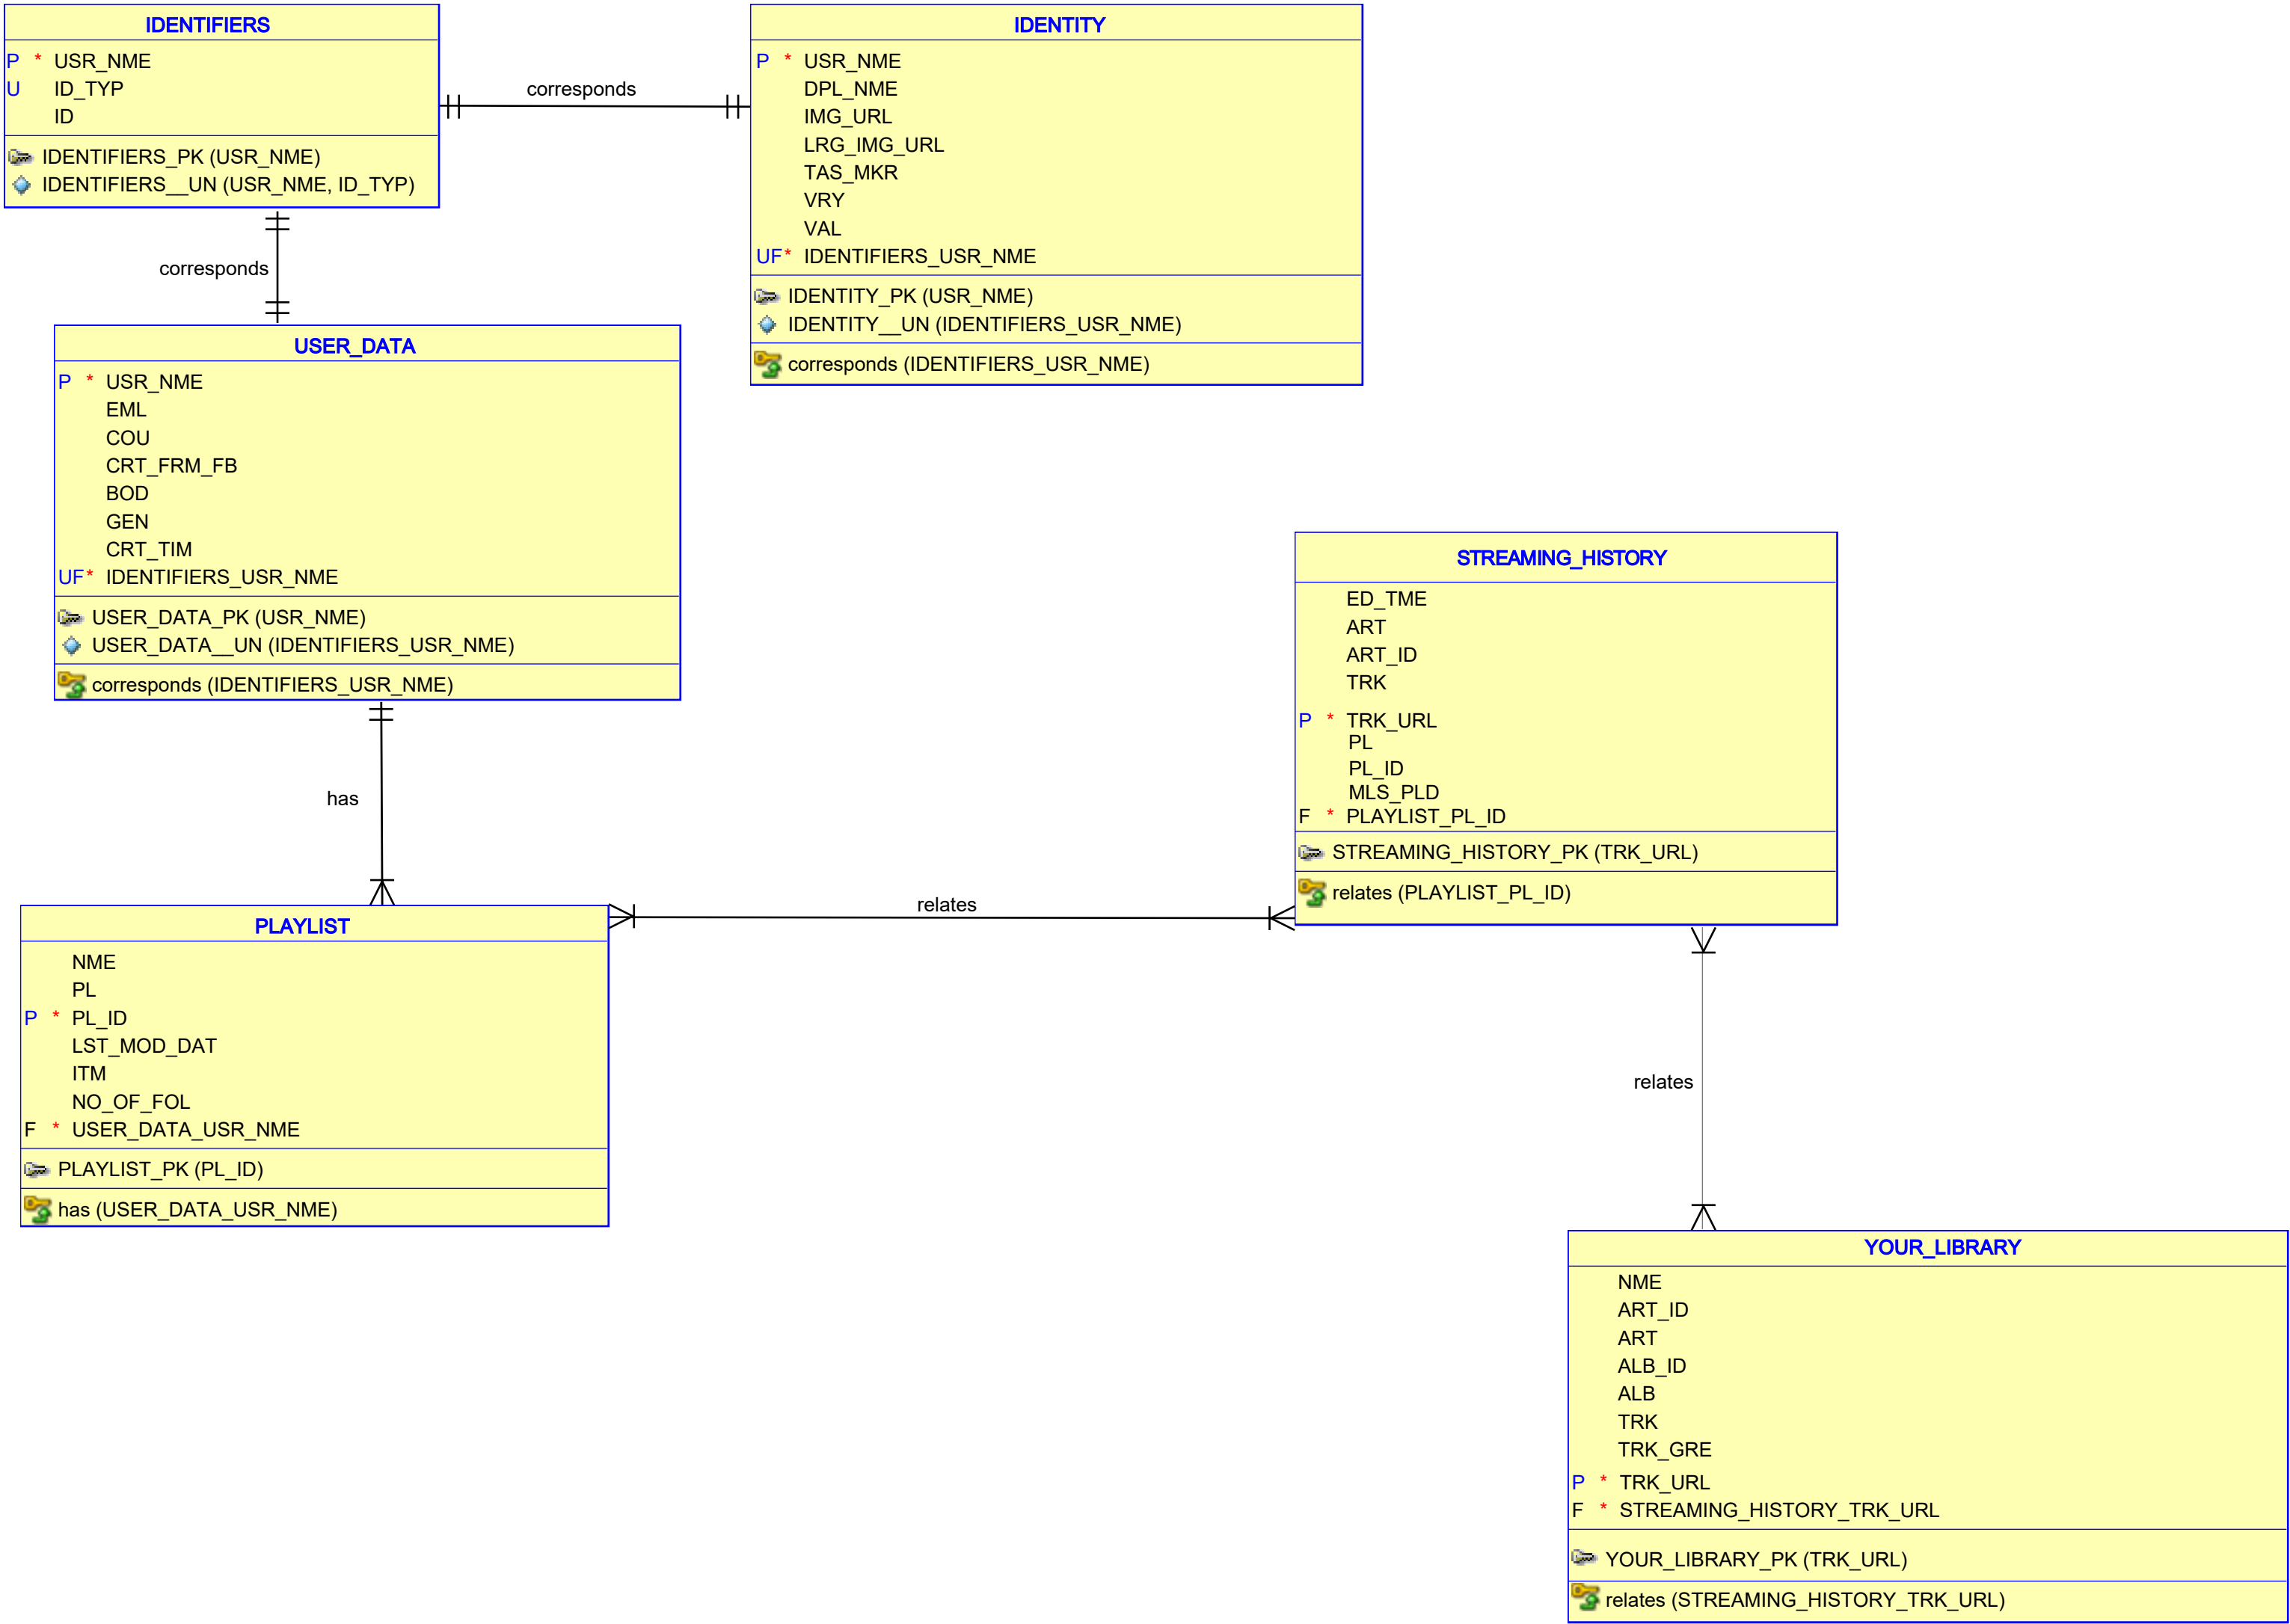 IDENTIFIERS
P * USR_NME
U ID_TYP
ID
IDENTIFIERS_PK (USR_NME)
IDENTIFIERS__UN (USR_NME, ID_TYP)
corresponds
IDENTITY
P * USR_NME
DPL_NME
IMG_URL
LRG_IMG_URL
TAS_MKR
VRY
VAL
UF* IDENTIFIERS_USR_NME
IDENTITY_PK (USR_NME)
IDENTITY__UN (IDENTIFIERS_USR_NME)
corresponds (IDENTIFIERS_USR_NME)
corresponds
USER_DATA
P * USR_NME
EML
COU
CRT_FRM_FB
BOD
GEN
CRT_TIM
UF* IDENTIFIERS_USR_NME
USER_DATA_PK (USR_NME)
USER_DATA__UN (IDENTIFIERS_USR_NME)
corresponds (IDENTIFIERS_USR_NME)
has
STREAMING_HISTORY
ED_TME
ART
ART_ID
TRK
P * TRK_URL
PL
PL_ID
MLS_PLD
F * PLAYLIST_PL_ID
STREAMING_HISTORY_PK (TRK_URL)
relates (PLAYLIST_PL_ID)
relates
PLAYLIST
NME
PL
P * PL_ID
LST_MOD_DAT
ITM
NO_OF_FOL
F * USER_DATA_USR_NME
PLAYLIST_PK (PL_ID)
has (USER_DATA_USR_NME)
relates
YOUR_LIBRARY
NME
ART_ID
ART
ALB_ID
ALB
TRK
TRK_GRE
P * TRK_URL
F * STREAMING_HISTORY_TRK_URL
YOUR_LIBRARY_PK (TRK_URL)
relates (STREAMING_HISTORY_TRK_URL)